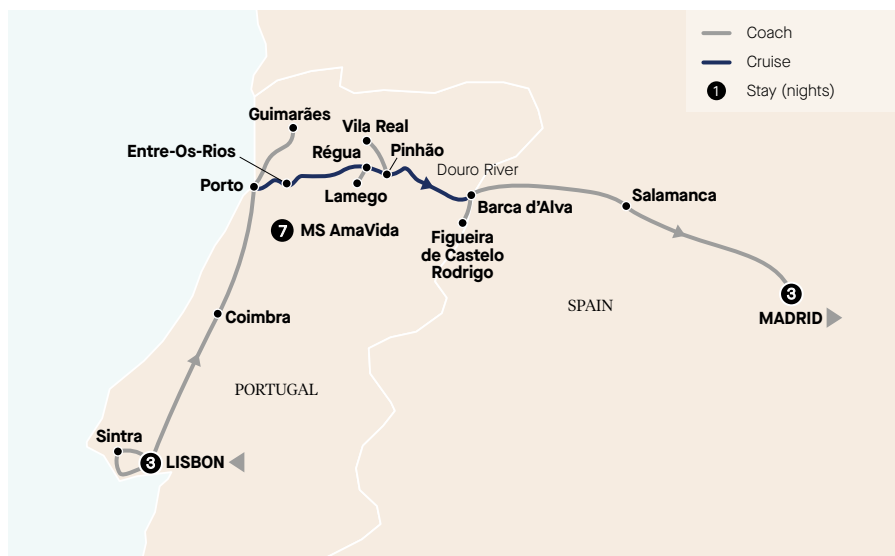 Coach
Cruise
1 Stay (nights)
Guimarães
Vila Real
Entre-Os-Rios
Régua
Pinhão
Douro River
Porto
Lamego
Barca d'Alva
Salamanca
7 MS AmaVida
Figueira
de Castelo
Rodrigo
3
SPAIN
MADRID
Coimbra
PORTUGAL
Sintra
3 LISBON